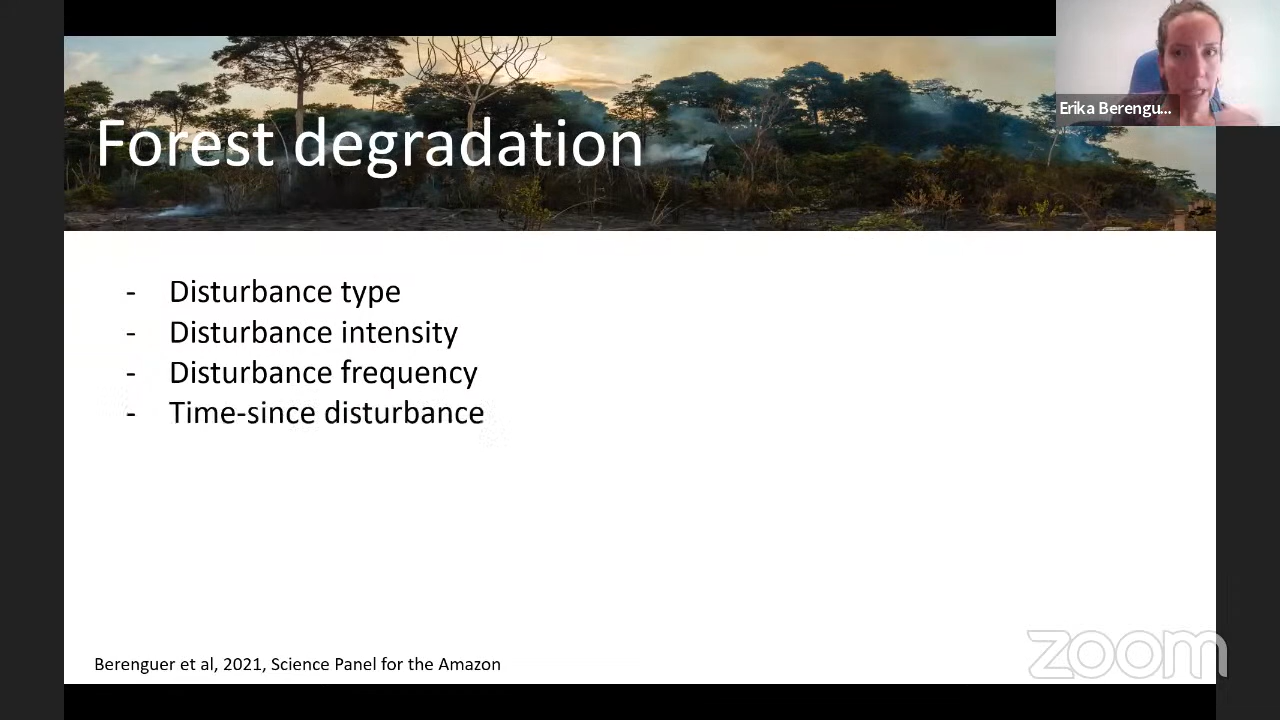 Erika Berengu...
Forest degradation
- Disturbance type
- Disturbance intensity
- Disturbance frequency
- Time-since disturbance
Berenguer et al, 2021, Science Panel for the Amazon
zoom